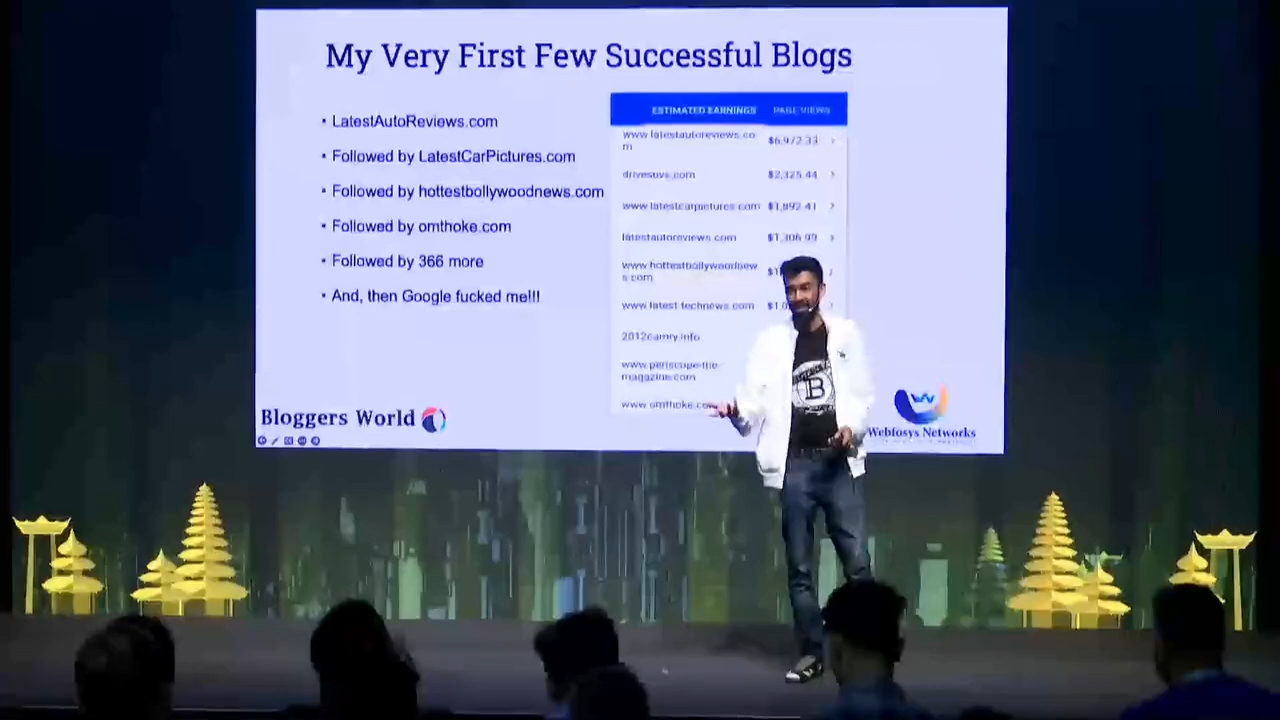 My Very First Few Successful Blogs
• LatestAutoReviews.com
• Followed by LatestCarPictures.com
• Followed by hottestbollywoodnews.com
• Followed by omthoke.com
• Followed by 366 more
• And, then Google fucked me!!!
ESTIMATED EARNINGS PAGE VIEWS
www.latestautoreviews.co
m
$6,972.33
drivesuvs.com $2,325.44
www.latestcarpictures.com $1,892.41
latestautoreviews.com $1,306.99
www.hottestbollywoodnew
s.com
www.latest-technews.com
2012camry.info
www.periscope-the-
magazine.com
www.omthoke.co
B
Bloggers World
Webfosys Networks